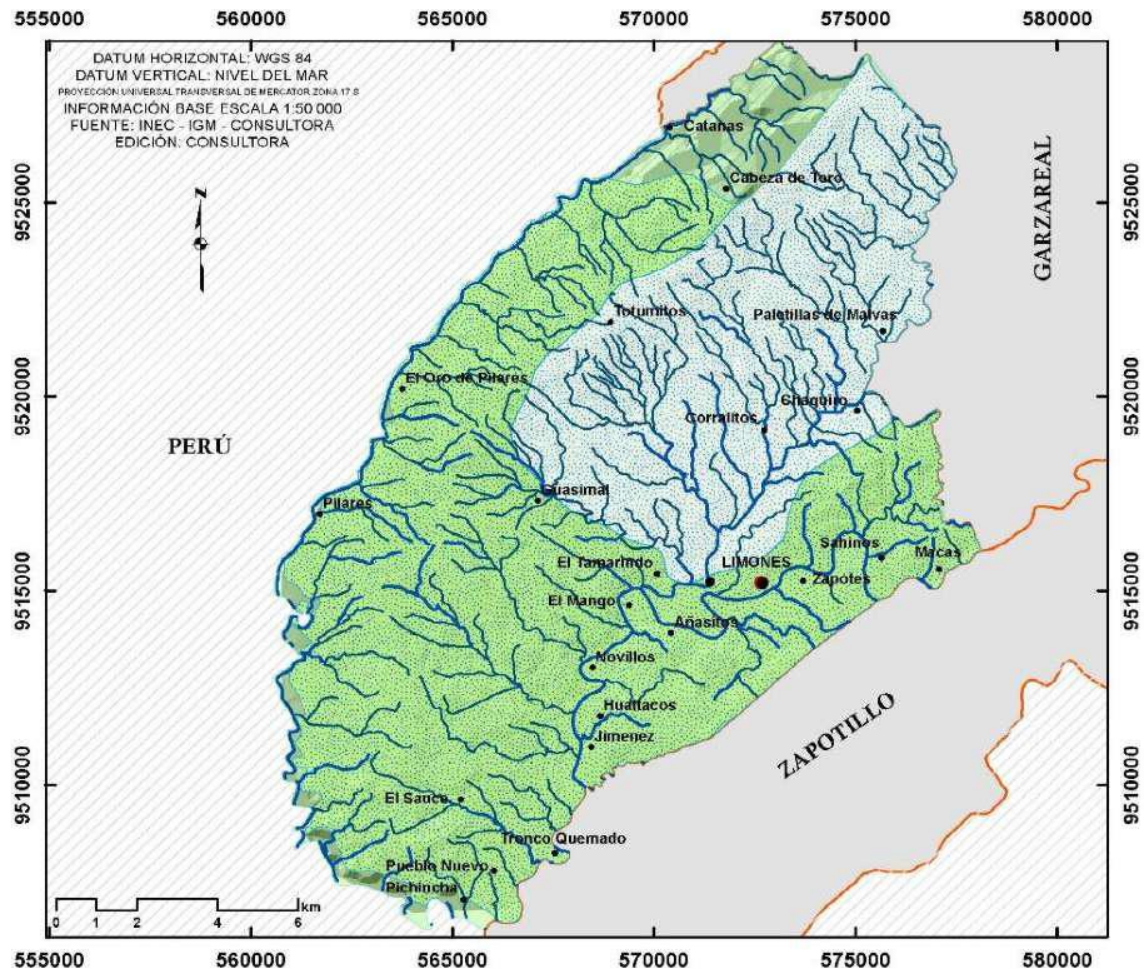 555000 560000 565000 570000 575000 580000
DATUM HORIZONTAL: WGS 84
DATUM VERTICAL: NIVEL DEL MAR
PROYECCIÓN UNIVERSAL TRANSVERSAL DE MERCATOR ZONA 17 S
INFORMACIÓN BASE ESCALA 1:50 000
FUENTE: INEC - IGM - CONSULTORA
EDICIÓN: CONSULTORA
N
9525000
9520000
9515000
9510000
PERÚ
Catanas
Cabeza de Toro
Totumitos
Paletillas de Malvas
El Oro de Pilares
Chaquiro
Corralitos
Guasimal
Pilares
Sahinos
Macas
El Tamarindo
LIMONES
Zapotes
El Mango
Añasitos
Novillos
Huattacos
Jimenez
El Sauce
Tronco Quemado
Pueblo Nuevo
Pichincha
GARZAREAL
ZAPOTILLO
9525000
9520000
9515000
9510000
km
0 1 2 4 6
555000 560000 565000 570000 575000 580000